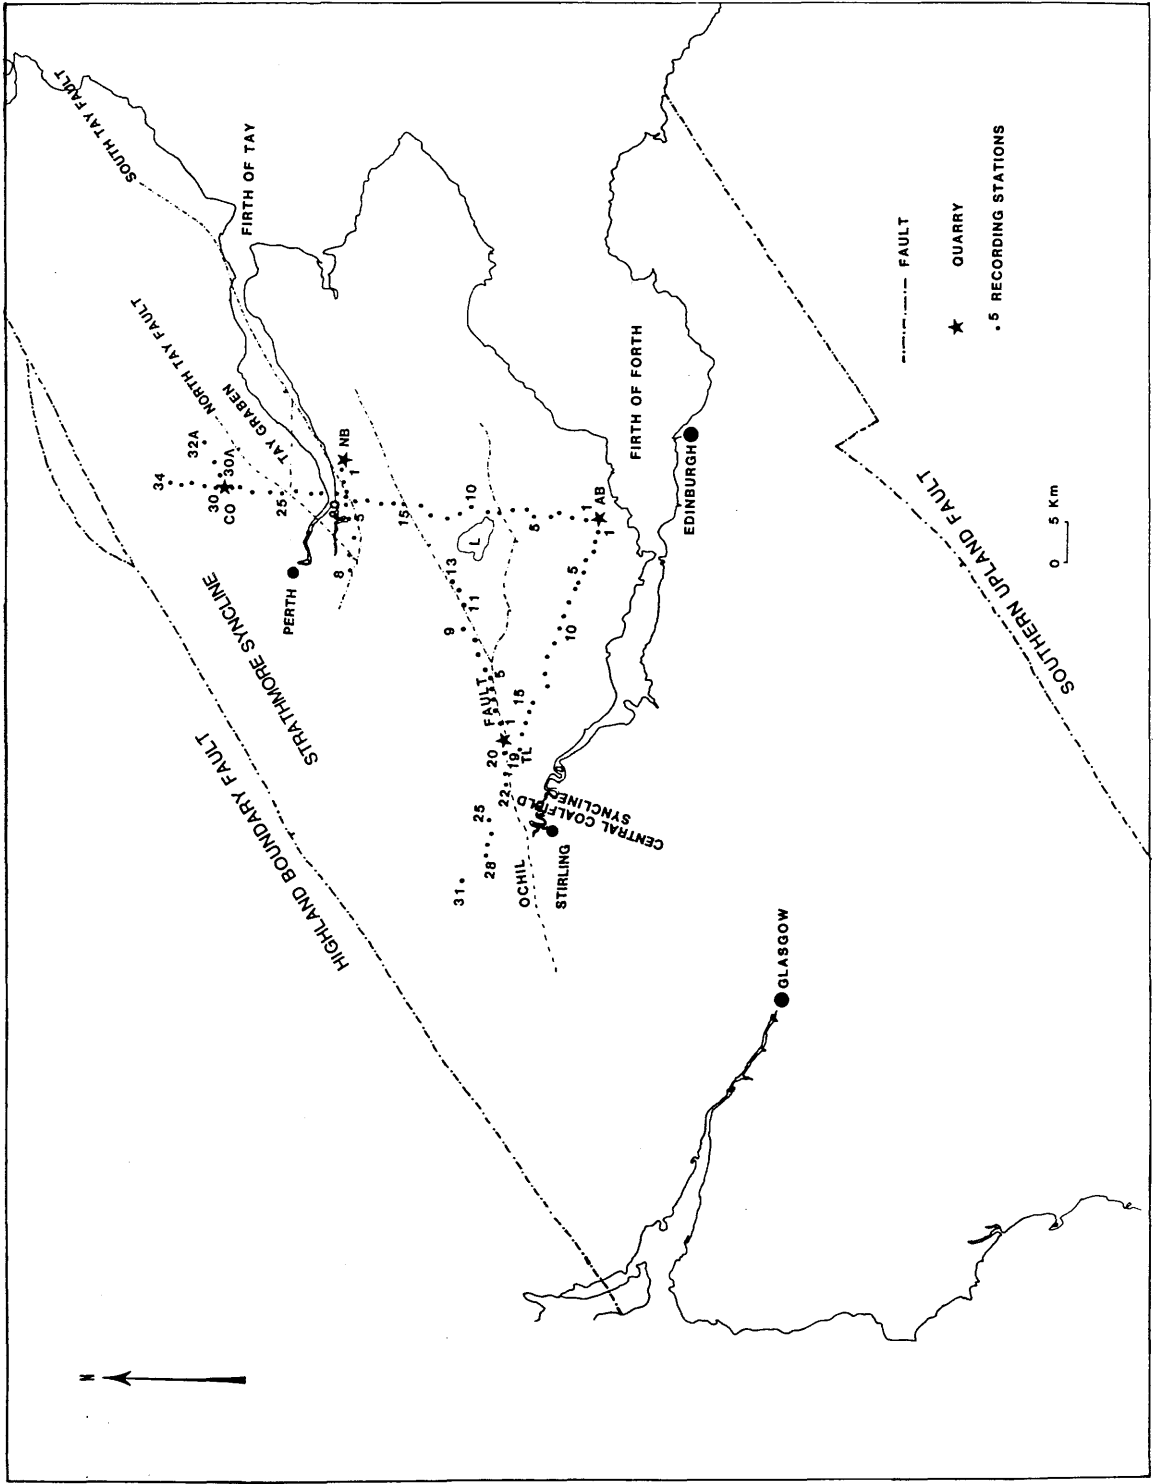 N
HIGHLAND BOUNDARY FAULT
STRATHMORE SYNCLINE
SOUTH TAY FAULT
FIRTH OF TAY
NORTH TAY FAULT
TAY GRABEN
34
32A
30
30A
CO
25
20
NB
1
5
8
PERTH
15
10
5
1
AB
1
L
13
11
9
5
FAULT
1
20
19
TL
22
15
10
5
25
28
31
OCHIL
STIRLING
CENTRAL COALFIELD
SYNCLINE
FIRTH OF FORTH
EDINBURGH
GLASGOW
SOUTHERN UPLAND FAULT
FAULT
QUARRY
.5 RECORDING STATIONS
0 5 Km